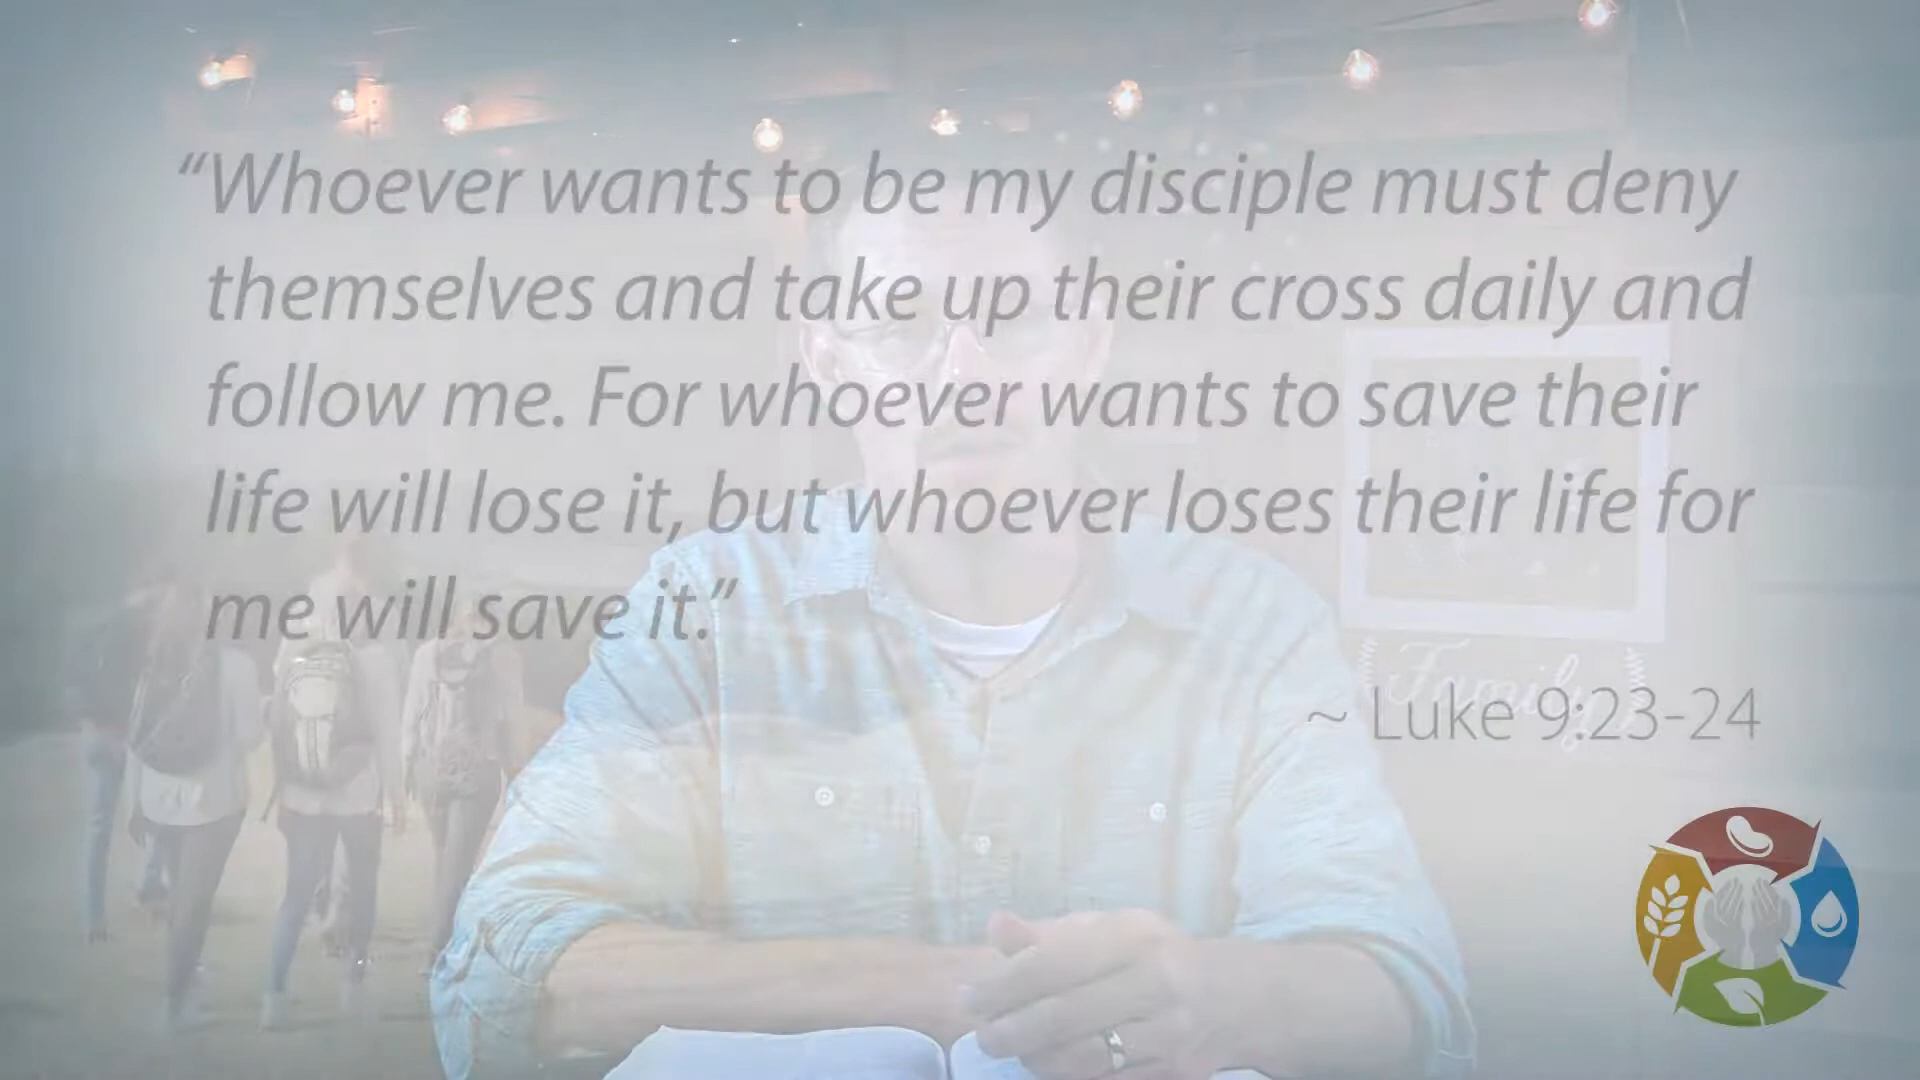 “Whoever wants to be my disciple must deny
themselves and take up their cross daily and
follow me. For whoever wants to save their
life will lose it, but whoever loses their life for
me will save it.”
Family
~ Luke 9:23-24